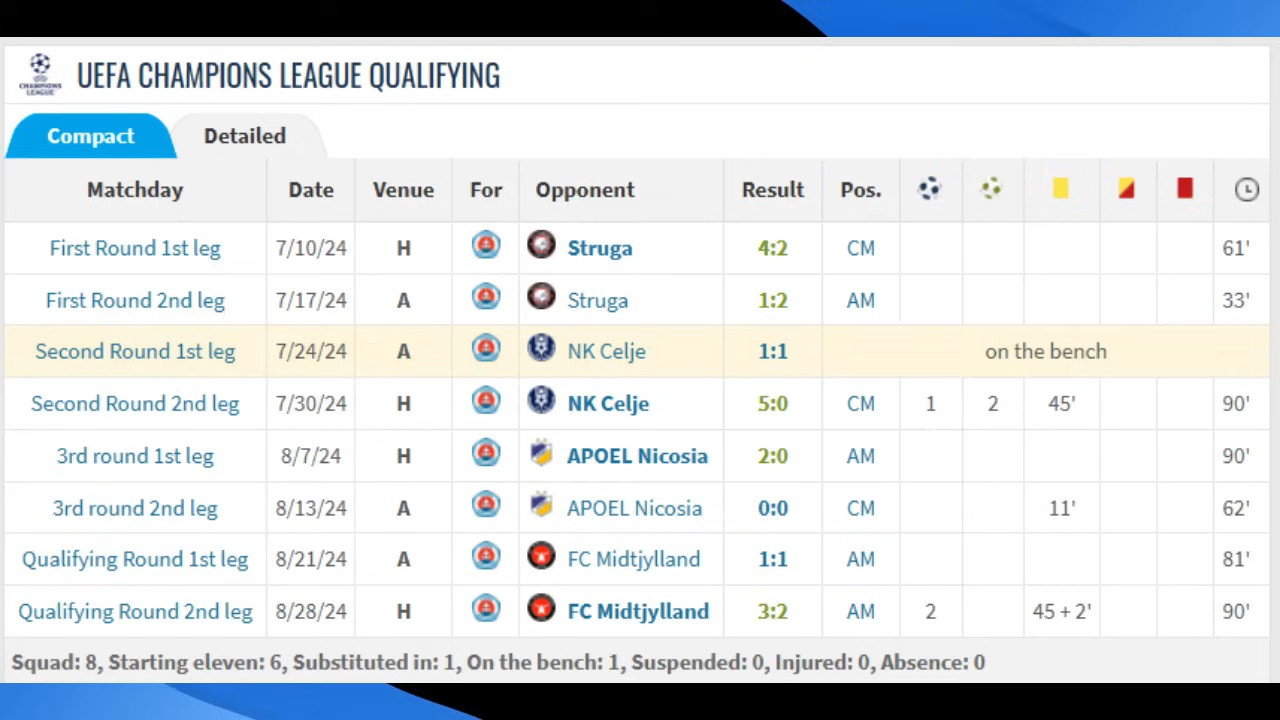 CHAMPIONS
LEAGUE
UEFA CHAMPIONS LEAGUE QUALIFYING
Compact Detailed
Matchday Date Venue For Opponent Result Pos.
First Round 1st leg 7/10/24 H Struga 4:2 CM 61'
First Round 2nd leg 7/17/24 A Struga 1:2 AM 33'
Second Round 1st leg 7/24/24 A NK Celje 1:1 on the bench
Second Round 2nd leg 7/30/24 H NK Celje 5:0 CM 1 2 45' 90'
3rd round 1st leg 8/7/24 H APOEL Nicosia 2:0 AM 90'
3rd round 2nd leg 8/13/24 A APOEL Nicosia 0:0 CM 11' 62'
Qualifying Round 1st leg 8/21/24 A FC Midtjylland 1:1 AM 81'
Qualifying Round 2nd leg 8/28/24 H FC Midtjylland 3:2 AM 2 45 + 2' 90'
Squad: 8, Starting eleven: 6, Substituted in: 1, On the bench: 1, Suspended: 0, Injured: 0, Absence: 0